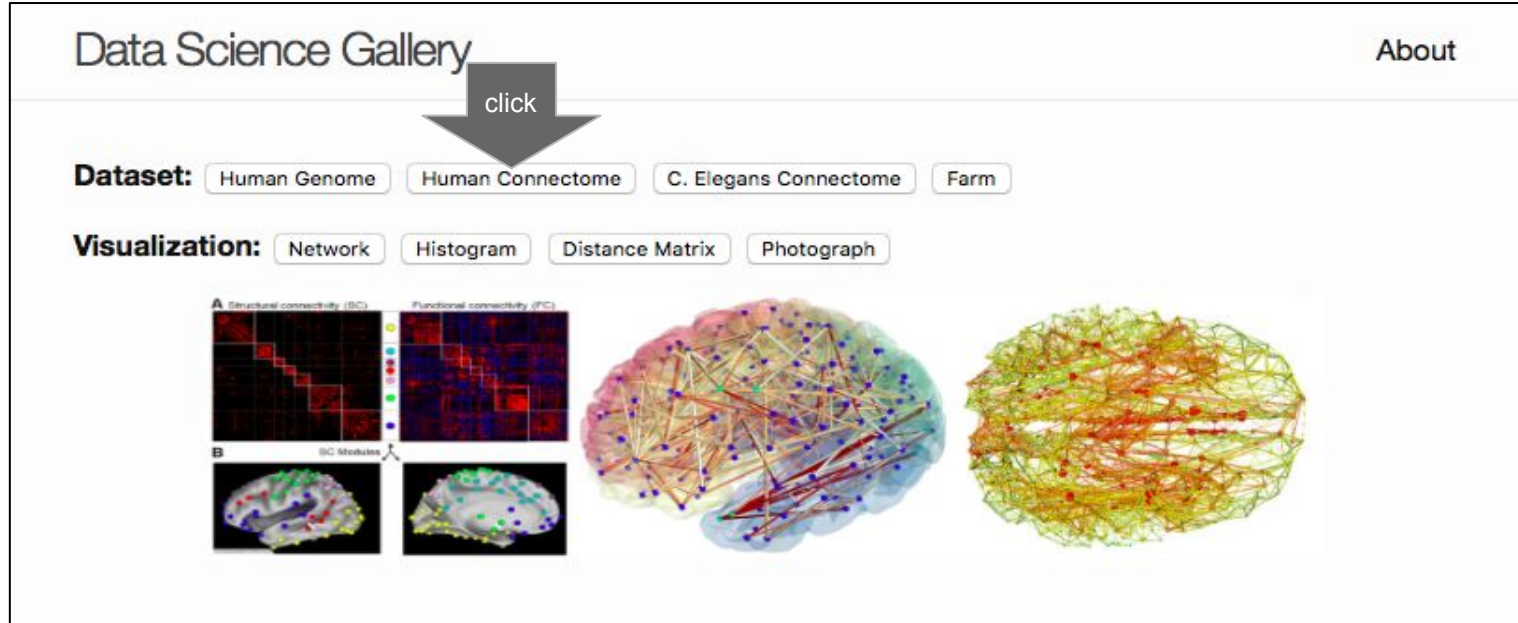 Data Science Gallery
About
click
Dataset: Human Genome Human Connectome C. Elegans Connectome Farm
Visualization: Network Histogram Distance Matrix Photograph
A Structural connectivity (SC) Functional connectivity (FC)
B SC Modules